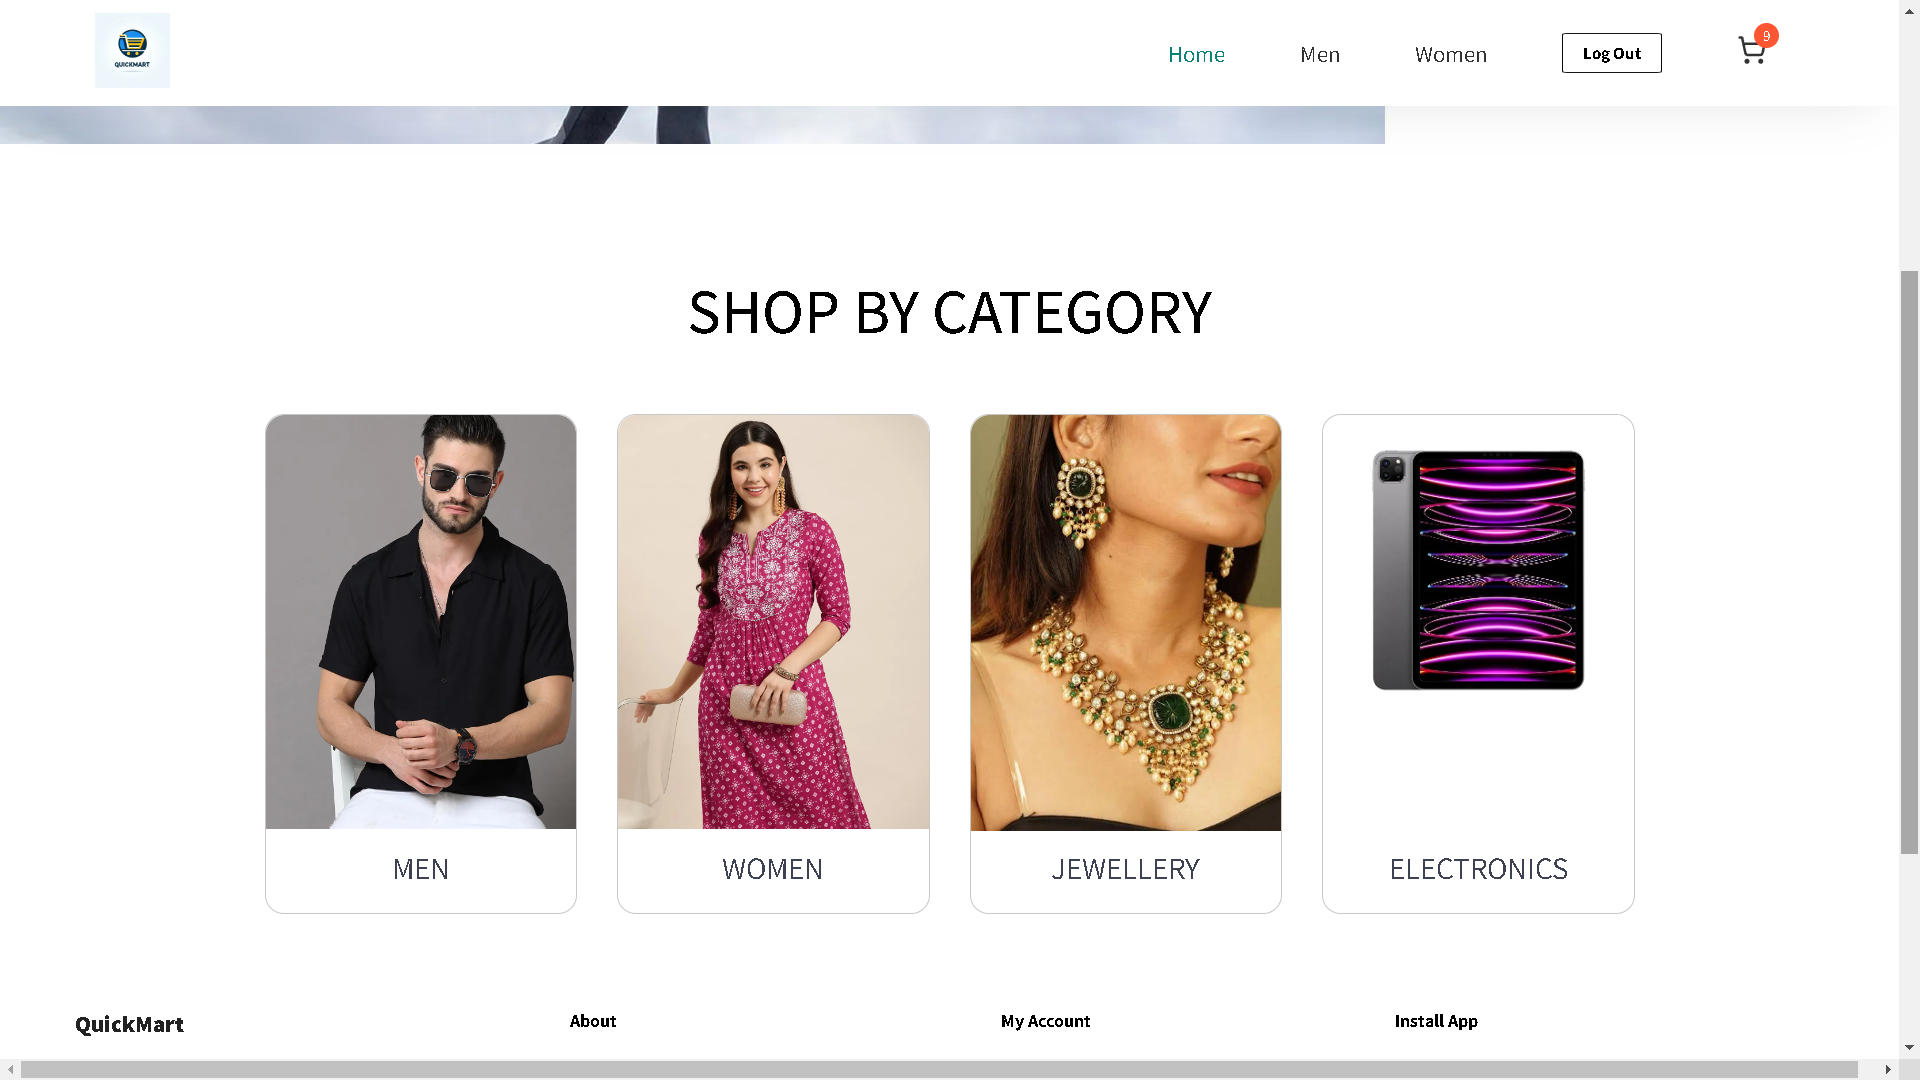 QUICKMART
Home
Men
Women
Log Out
9
SHOP BY CATEGORY
MEN
WOMEN
JEWELLERY
ELECTRONICS
QuickMart
About
My Account
Install App